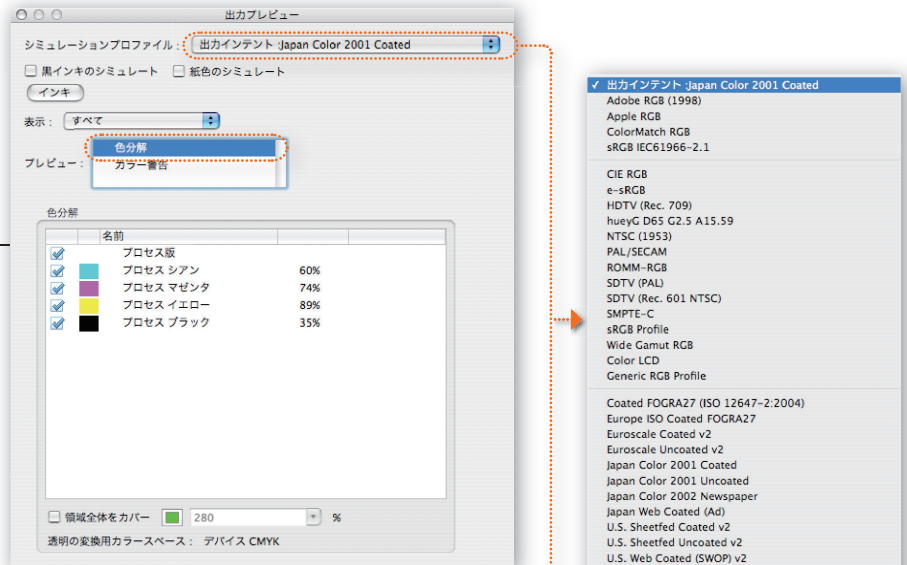 出力プレビュー
シミュレーションプロファイル： 出力インテント :Japan Color 2001 Coated
黒インキのシミュレート 紙色のシミュレート
インキ
表示： すべて
プレビュー： 色分解
カラー警告
色分解
名前
プロセス版
プロセス シアン 60%
プロセス マゼンタ 74%
プロセス イエロー 89%
プロセス ブラック 35%
領域全体をカバー 280 %
透明の変換用カラースペース： デバイス CMYK
✓ 出力インテント :Japan Color 2001 Coated
Adobe RGB (1998)
Apple RGB
ColorMatch RGB
sRGB IEC61966-2.1
CIE RGB
e-sRGB
HDTV (Rec. 709)
hueyG D65 G2.5 A15.59
NTSC (1953)
PAL/SECAM
ROMM-RGB
SDTV (PAL)
SDTV (Rec. 601 NTSC)
SMPTE-C
sRGB Profile
Wide Gamut RGB
Color LCD
Generic RGB Profile
Coated FOGRA27 (ISO 12647-2:2004)
Europe ISO Coated FOGRA27
Euroscale Coated v2
Euroscale Uncoated v2
Japan Color 2001 Coated
Japan Color 2001 Uncoated
Japan Color 2002 Newspaper
Japan Web Coated (Ad)
U.S. Sheetfed Coated v2
U.S. Sheetfed Uncoated v2
U.S. Web Coated (SWOP) v2